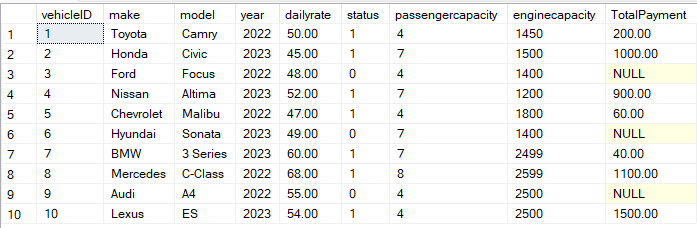 vehicleID make model year dailyrate status passengercapacity enginecapacity TotalPayment
1 1 Toyota Camry 2022 50.00 1 4 1450 200.00
2 2 Honda Civic 2023 45.00 1 7 1500 1000.00
3 3 Ford Focus 2022 48.00 0 4 1400 NULL
4 4 Nissan Altima 2023 52.00 1 7 1200 900.00
5 5 Chevrolet Malibu 2022 47.00 1 4 1800 60.00
6 6 Hyundai Sonata 2023 49.00 0 7 1400 NULL
7 7 BMW 3 Series 2023 60.00 1 7 2499 40.00
8 8 Mercedes C-Class 2022 68.00 1 8 2599 1100.00
9 9 Audi A4 2022 55.00 0 4 2500 NULL
10 10 Lexus ES 2023 54.00 1 4 2500 1500.00